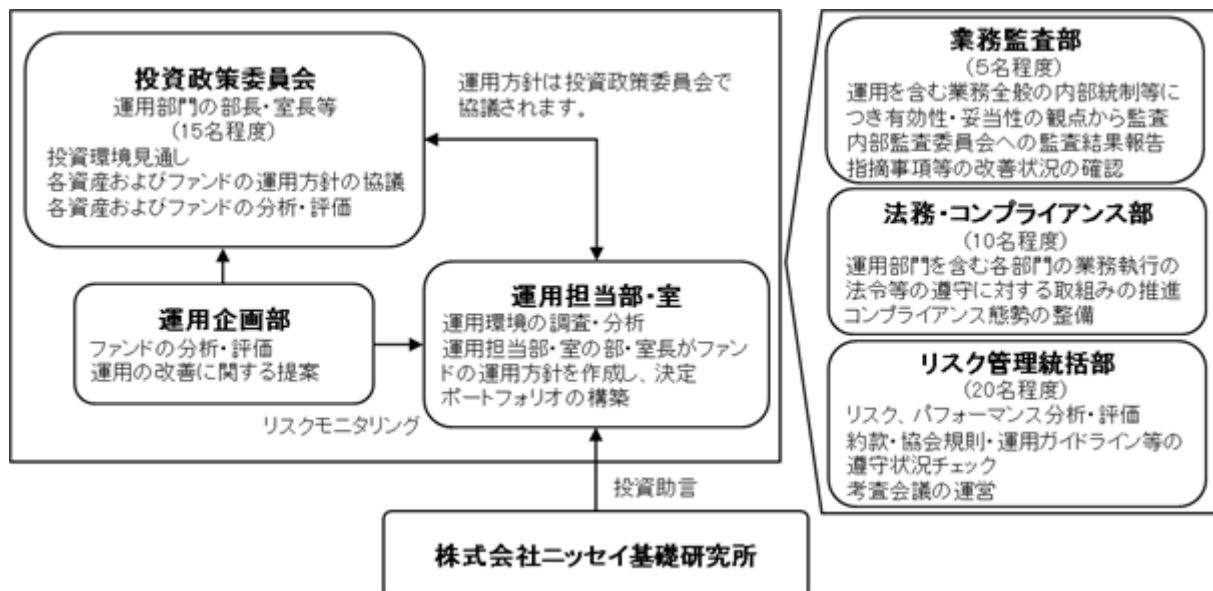 投資政策委員会
運用部門の部長・室長等
(15名程度)
投資環境見通し
各資産およびファンドの運用方針の協議
各資産およびファンドの分析・評価
運用方針は投資政策委員会で
協議されます。
運用企画部
ファンドの分析・評価
運用の改善に関する提案
リスクモニタリング
運用担当部・室
運用環境の調査・分析
運用担当部・室の部・室長がファン
ドの運用方針を作成し、決定
ポートフォリオの構築
投資助言
株式会社ニッセイ基礎研究所
業務監査部
(5名程度)
運用を含む業務全般の内部統制等に
つき有効性・妥当性の観点から監査
内部監査委員会への監査結果報告
指摘事項等の改善状況の確認
法務・コンプライアンス部
(10名程度)
運用部門を含む各部門の業務執行の
法令等の遵守に対する取組みの推進
コンプライアンス態勢の整備
リスク管理統括部
(20名程度)
リスク、パフォーマンス分析・評価
約款・協会規則・運用ガイドライン等の
遵守状況チェック
考査会議の運営